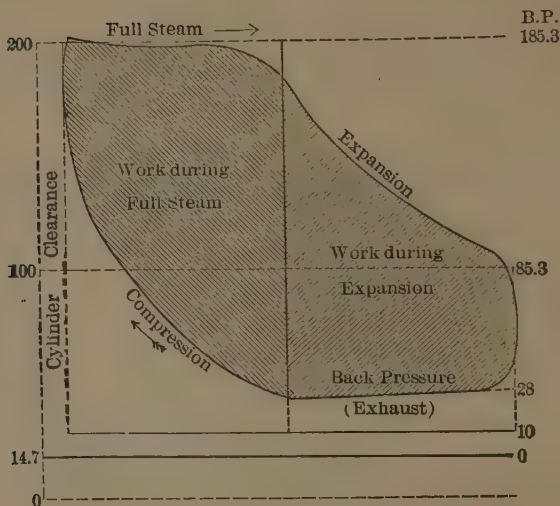 Full Steam
B.P.
200
185.3
Expansion
Work during
Full Steam
Clearance
Cylinder
Work during
Expansion
100
85.3
Compression
Back Pressure
(Exhaust)
28
10
14.7
0
0